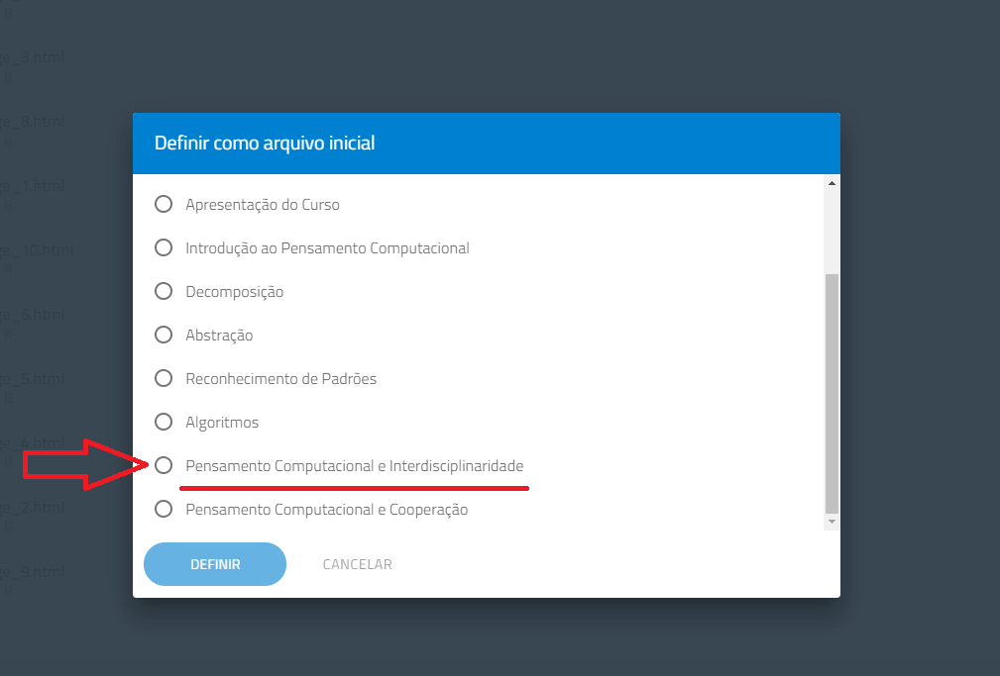 ge_3.html
ge_8.html
ge_1.html
ge_10.html
ge_6.html
ge_5.html
ge_4.html
ge_2.html
ge_9.html
Definir como arquivo inicial
Apresentação do Curso
Introdução ao Pensamento Computacional
Decomposição
Abstração
Reconhecimento de Padrões
Algoritmos
Pensamento Computacional e Interdisciplinaridade
Pensamento Computacional e Cooperação
DEFINIR
CANCELAR